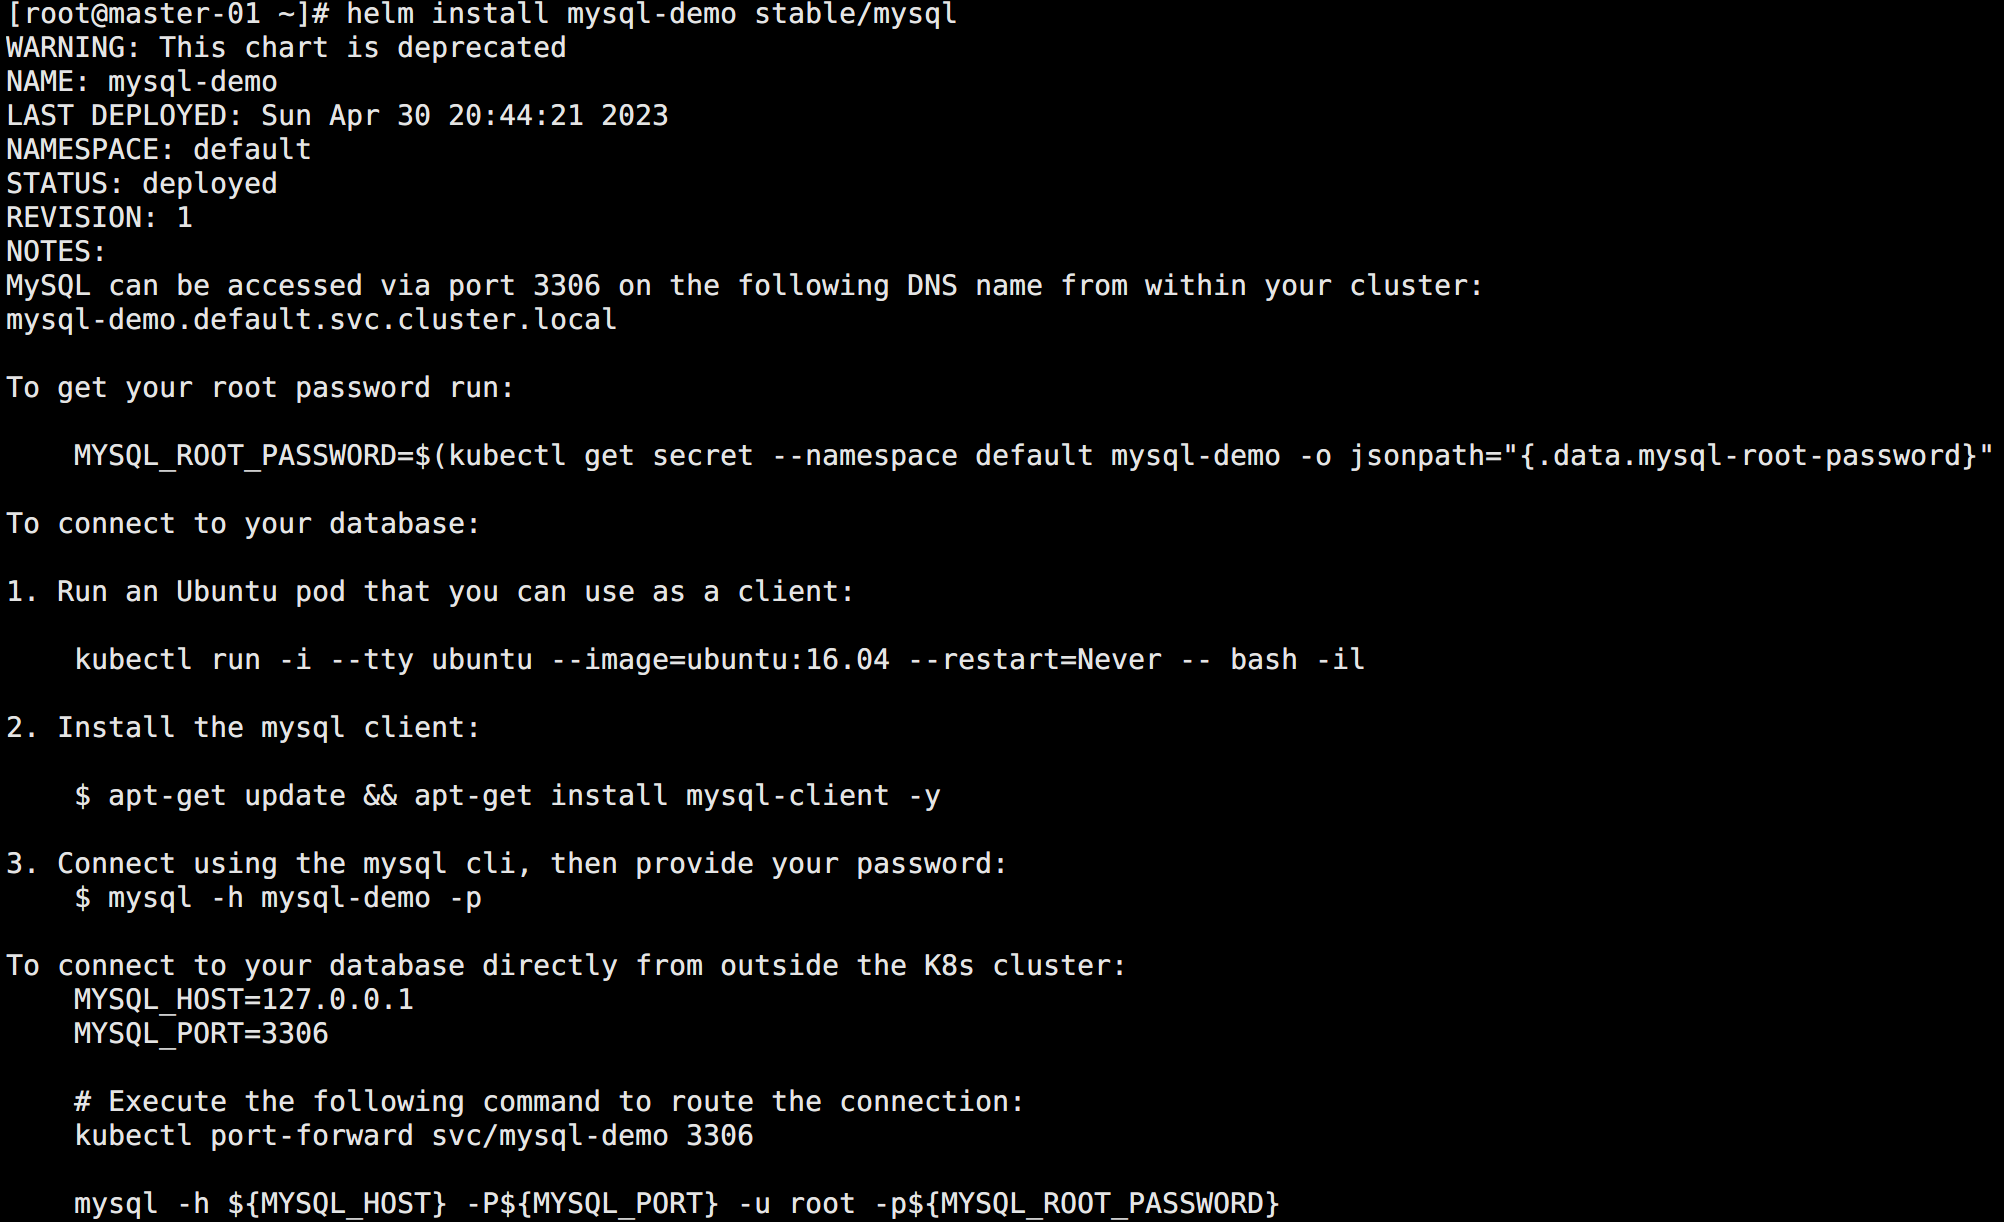 [root@master-01 ~]# helm install mysql-demo stable/mysql
WARNING: This chart is deprecated
NAME: mysql-demo
LAST DEPLOYED: Sun Apr 30 20:44:21 2023
NAMESPACE: default
STATUS: deployed
REVISION: 1
NOTES:
MySQL can be accessed via port 3306 on the following DNS name from within your cluster:
mysql-demo.default.svc.cluster.local

To get your root password run:

    MYSQL_ROOT_PASSWORD=$(kubectl get secret --namespace default mysql-demo -o jsonpath="{.data.mysql-root-password}"

To connect to your database:

1. Run an Ubuntu pod that you can use as a client:

    kubectl run -i --tty ubuntu --image=ubuntu:16.04 --restart=Never -- bash -il

2. Install the mysql client:

    $ apt-get update && apt-get install mysql-client -y

3. Connect using the mysql cli, then provide your password:
    $ mysql -h mysql-demo -p

To connect to your database directly from outside the K8s cluster:
    MYSQL_HOST=127.0.0.1
    MYSQL_PORT=3306

    # Execute the following command to route the connection:
    kubectl port-forward svc/mysql-demo 3306

    mysql -h ${MYSQL_HOST} -P${MYSQL_PORT} -u root -p${MYSQL_ROOT_PASSWORD}